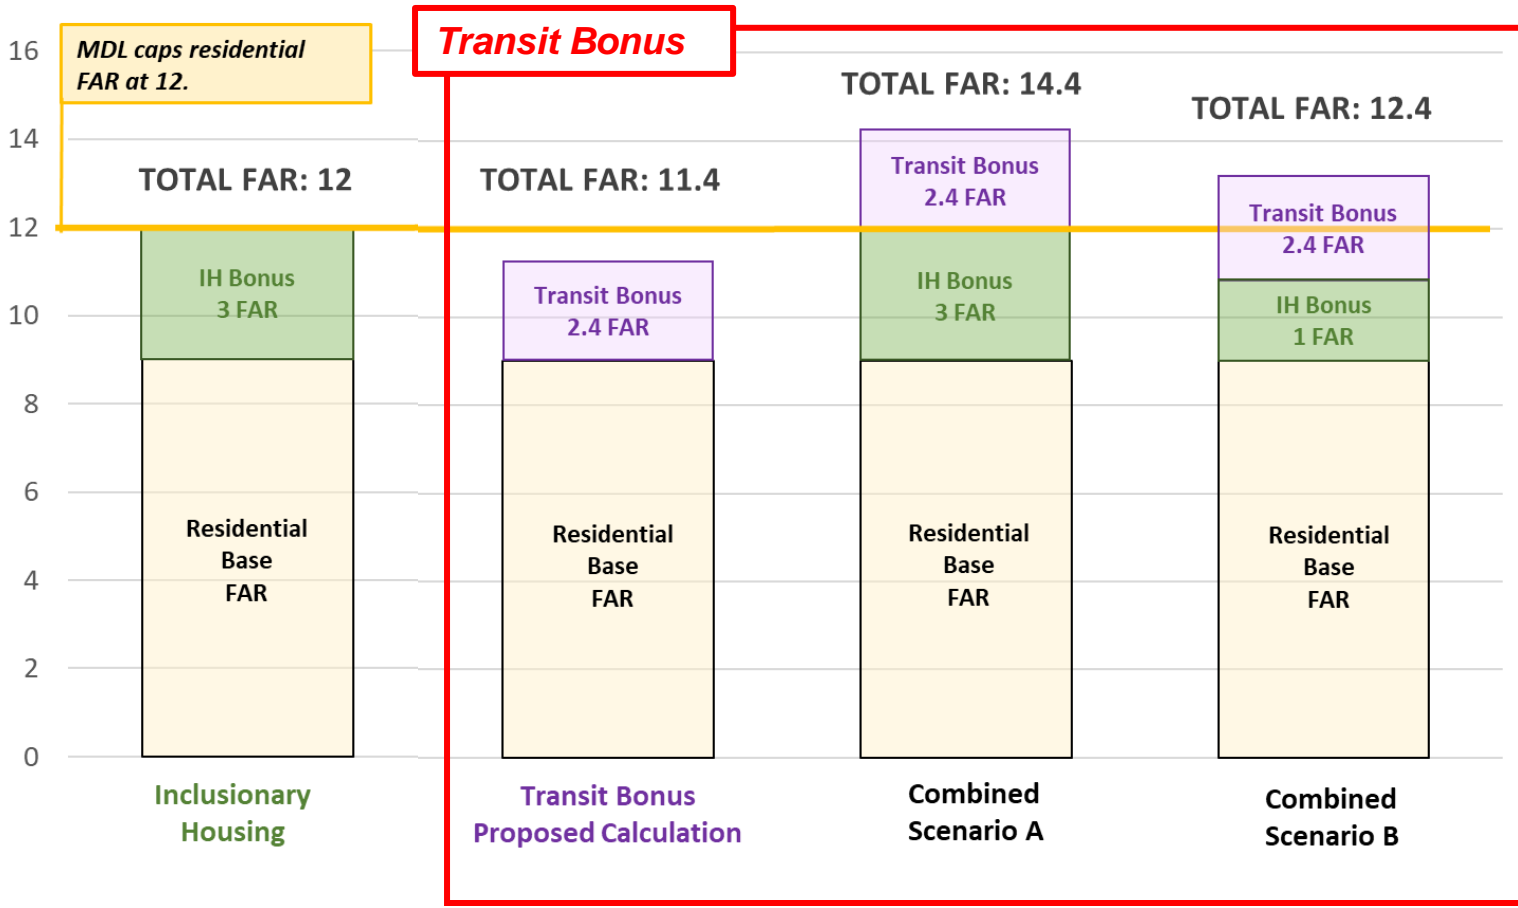 Transit Bonus
MDL caps residential
FAR at 12.
16
14
12
10
8
6
4
2
0
TOTAL FAR: 12
IH Bonus
3 FAR
Residential
Base
FAR
Inclusionary
Housing
TOTAL FAR: 11.4
Transit Bonus
2.4 FAR
Residential
Base
FAR
Transit Bonus
Proposed Calculation
TOTAL FAR: 14.4
Transit Bonus
2.4 FAR
IH Bonus
3 FAR
Residential
Base
FAR
Combined
Scenario A
TOTAL FAR: 12.4
Transit Bonus
2.4 FAR
IH Bonus
1 FAR
Residential
Base
FAR
Combined
Scenario B